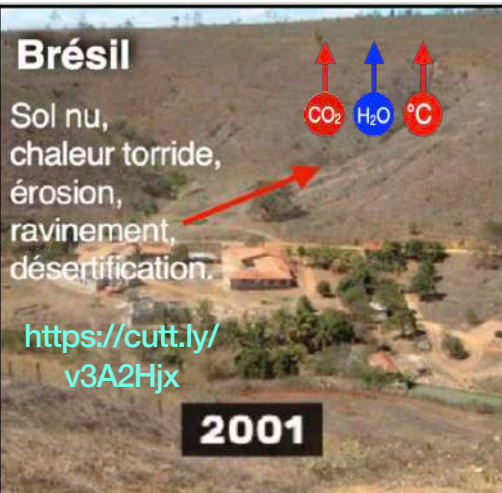 Brésil
CO₂ H₂O °C
Sol nu,
chaleur torride,
érosion,
ravinement,
désertification.
https://cutt.ly/
v3A2Hjx
2001